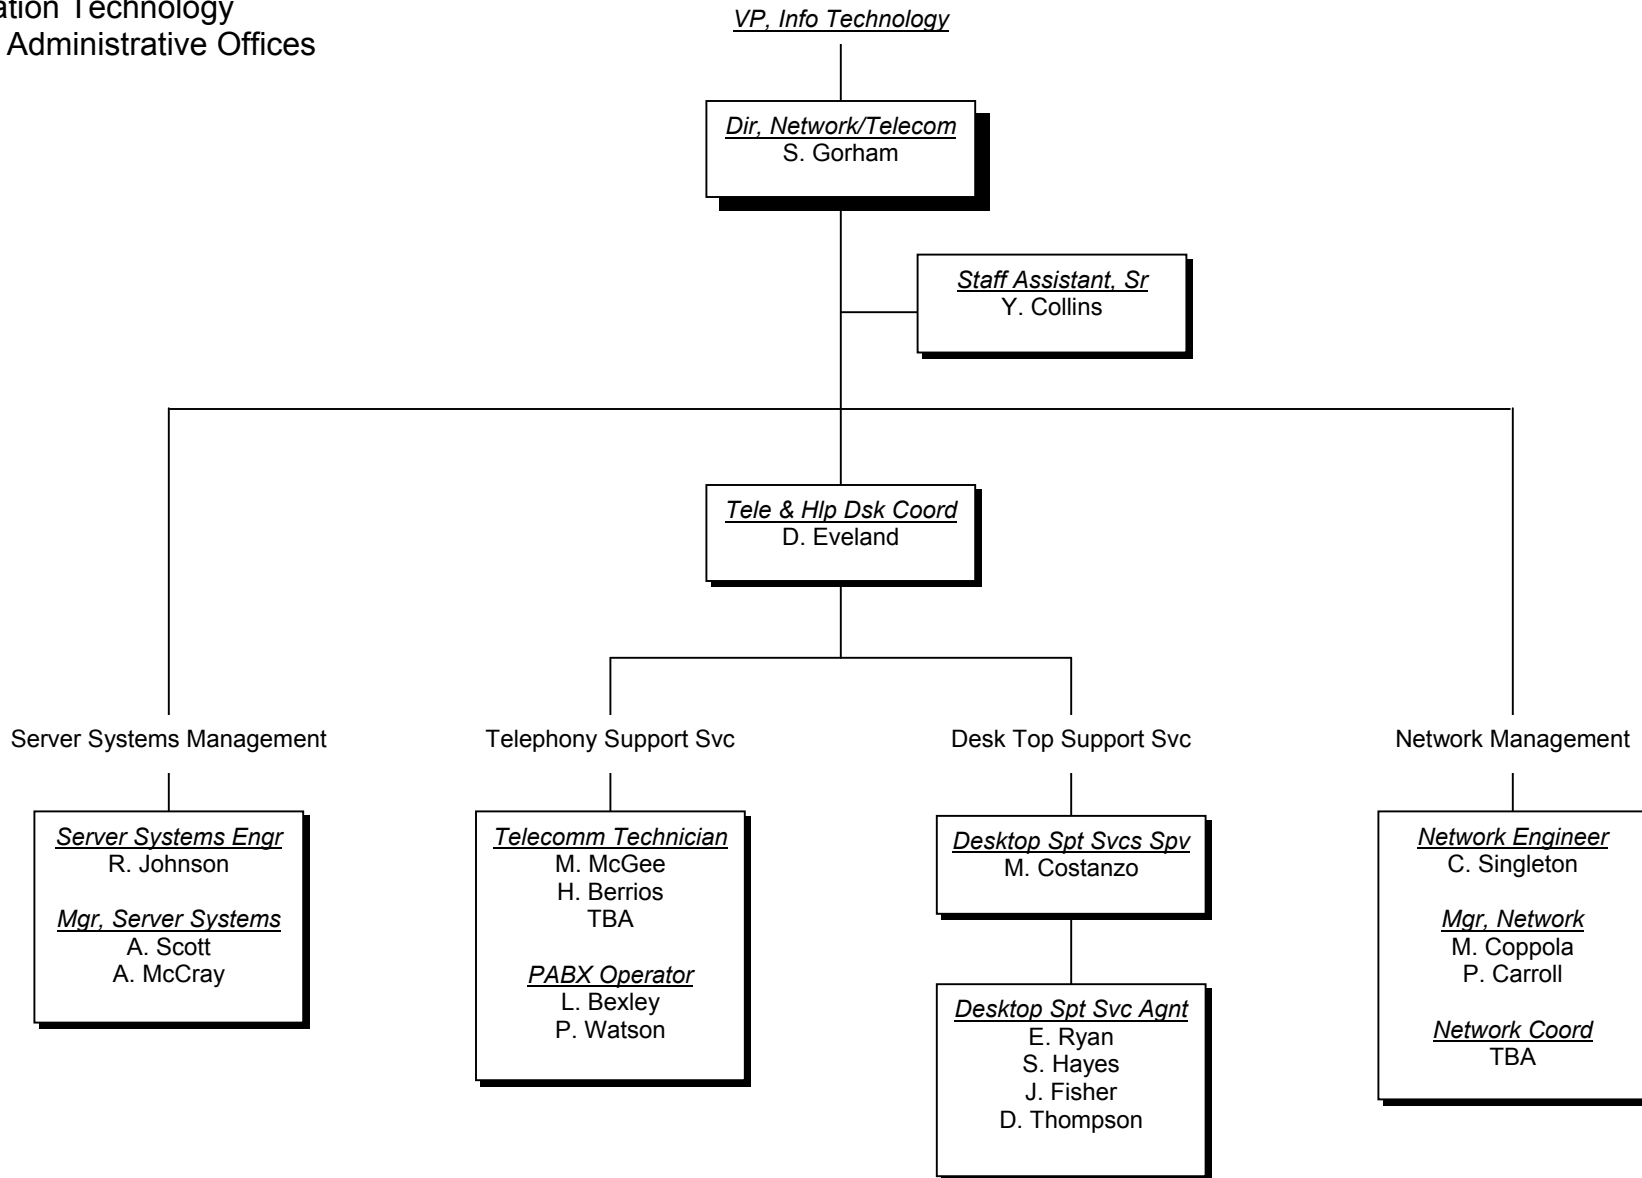 Technology
Administrative Offices
VP, Info Technology
Dir, Network/Telecom
S. Gorham
Staff Assistant, Sr
Y. Collins
Tele & Hlp Dsk Coord
D. Eveland
Server Systems Management
Telephony Support Svc
Desk Top Support Svc
Network Management
Server Systems Engr
R. Johnson
Mgr, Server Systems
A. Scott
A. McCray
Telecomm Technician
M. McGee
H. Berrios
TBA
PABX Operator
L. Bexley
P. Watson
Desktop Spt Svcs Spv
M. Costanzo
Desktop Spt Svc Agnt
E. Ryan
S. Hayes
J. Fisher
D. Thompson
Network Engineer
C. Singleton
Mgr, Network
M. Coppola
P. Carroll
Network Coord
TBA